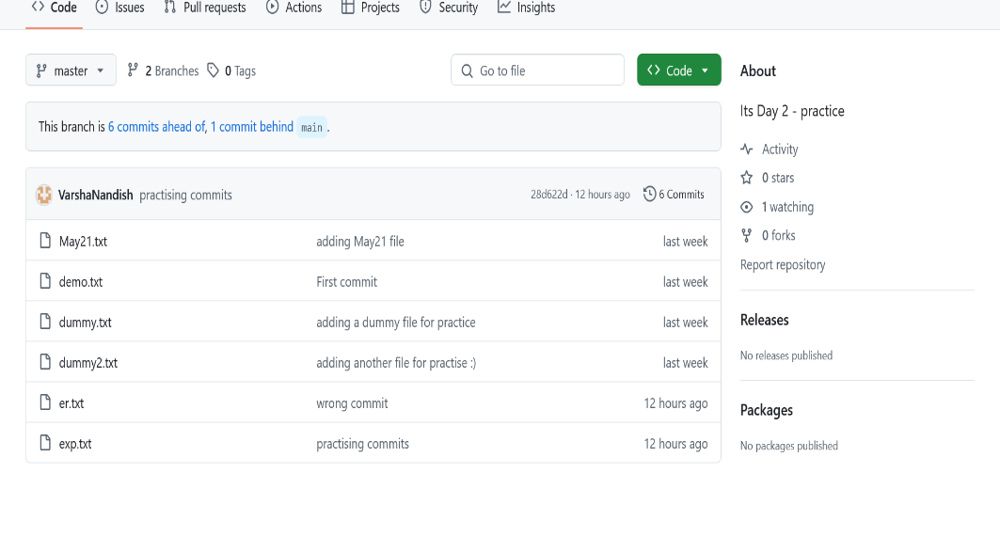 Code Issues Pull requests Actions Projects Security Insights
master 2 Branches 0 Tags Go to file Code
This branch is 6 commits ahead of, 1 commit behind main .
VarshaNandish practising commits 28d622d · 12 hours ago 6 Commits
May21.txt adding May21 file last week
demo.txt First commit last week
dummy.txt adding a dummy file for practice last week
dummy2.txt adding another file for practise :) last week
er.txt wrong commit 12 hours ago
exp.txt practising commits 12 hours ago
About
Its Day 2 - practice
Activity
0 stars
1 watching
0 forks
Report repository
Releases
No releases published
Packages
No packages published